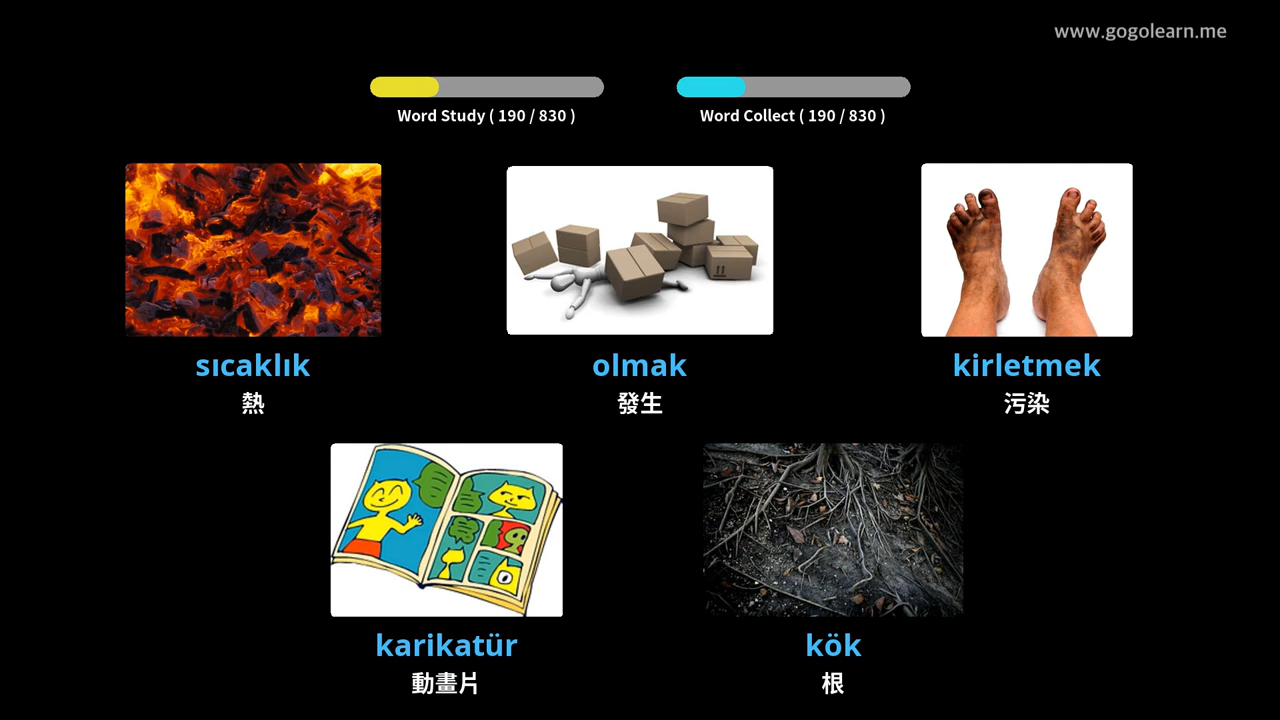 www.gogolearn.me
Word Study ( 190 / 830 )
Word Collect ( 190 / 830 )
sıcaklık
熱
olmak
發生
kirletmek
污染
karikatür
動畫片
kök
根